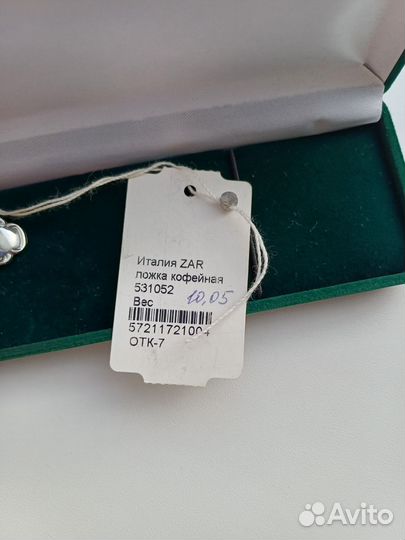 Италия ZAR
ложка кофейная
531052
Вес 10,05
5721172100
ОТК-7
Avito